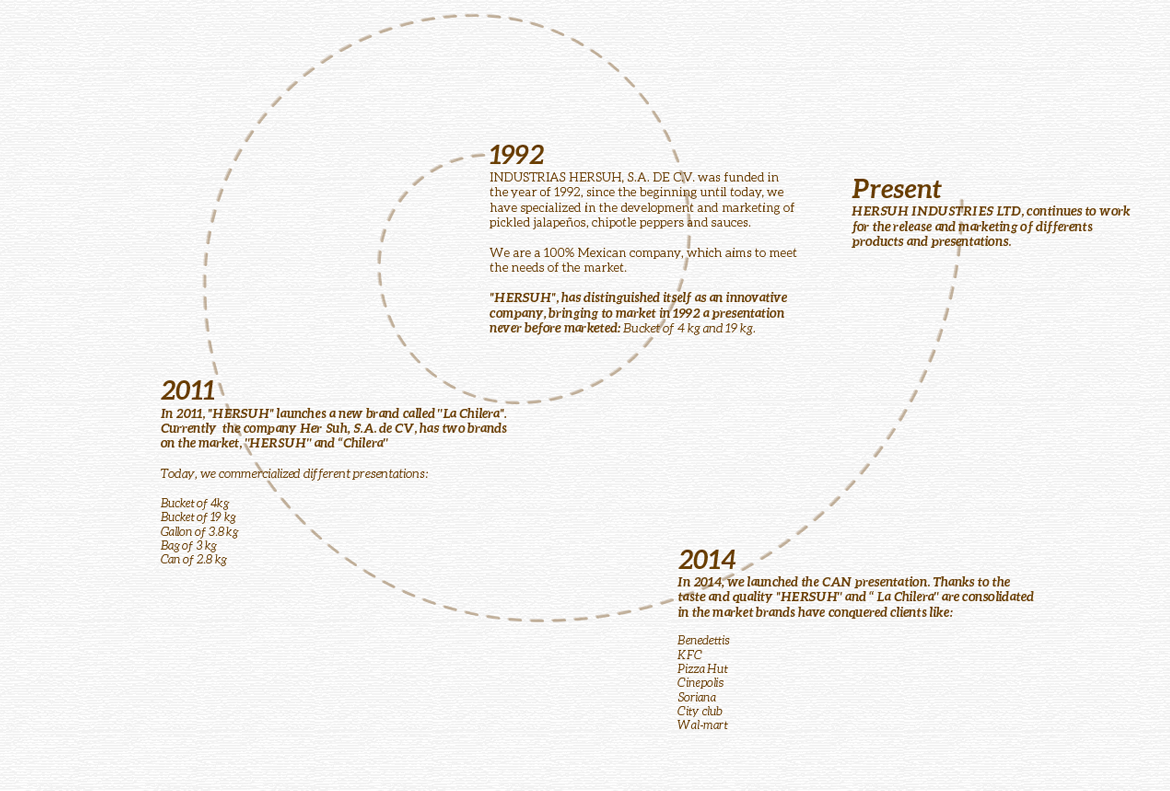 1992
INDUSTRIAS HERSUH, S.A. DE C.V. was funded in
the year of 1992, since the beginning until today, we
have specialized in the development and marketing of
pickled jalapeños, chipotle peppers and sauces.
We are a 100% Mexican company, which aims to meet
the needs of the market.
"HERSUH", has distinguished itself as an innovative
company, bringing to market in 1992 a presentation
never before marketed: Bucket of 4 kg and 19 kg.
Present
HERSUH INDUSTRIES LTD, continues to work
for the release and marketing of differents
products and presentations.
2011
In 2011, "HERSUH" launches a new brand called "La Chilera".
Currently the company Her Suh, S.A. de CV, has two brands
on the market, "HERSUH" and “Chilera"
Today, we commercialized different presentations:
Bucket of 4kg
Bucket of 19 kg
Gallon of 3.8 kg
Bag of 3 kg
Can of 2.8 kg
2014
In 2014, we launched the CAN presentation. Thanks to the
taste and quality "HERSUH" and “ La Chilera" are consolidated
in the market brands have conquered clients like:
Benedettis
KFC
Pizza Hut
Cinepolis
Soriana
City club
Wal-mart